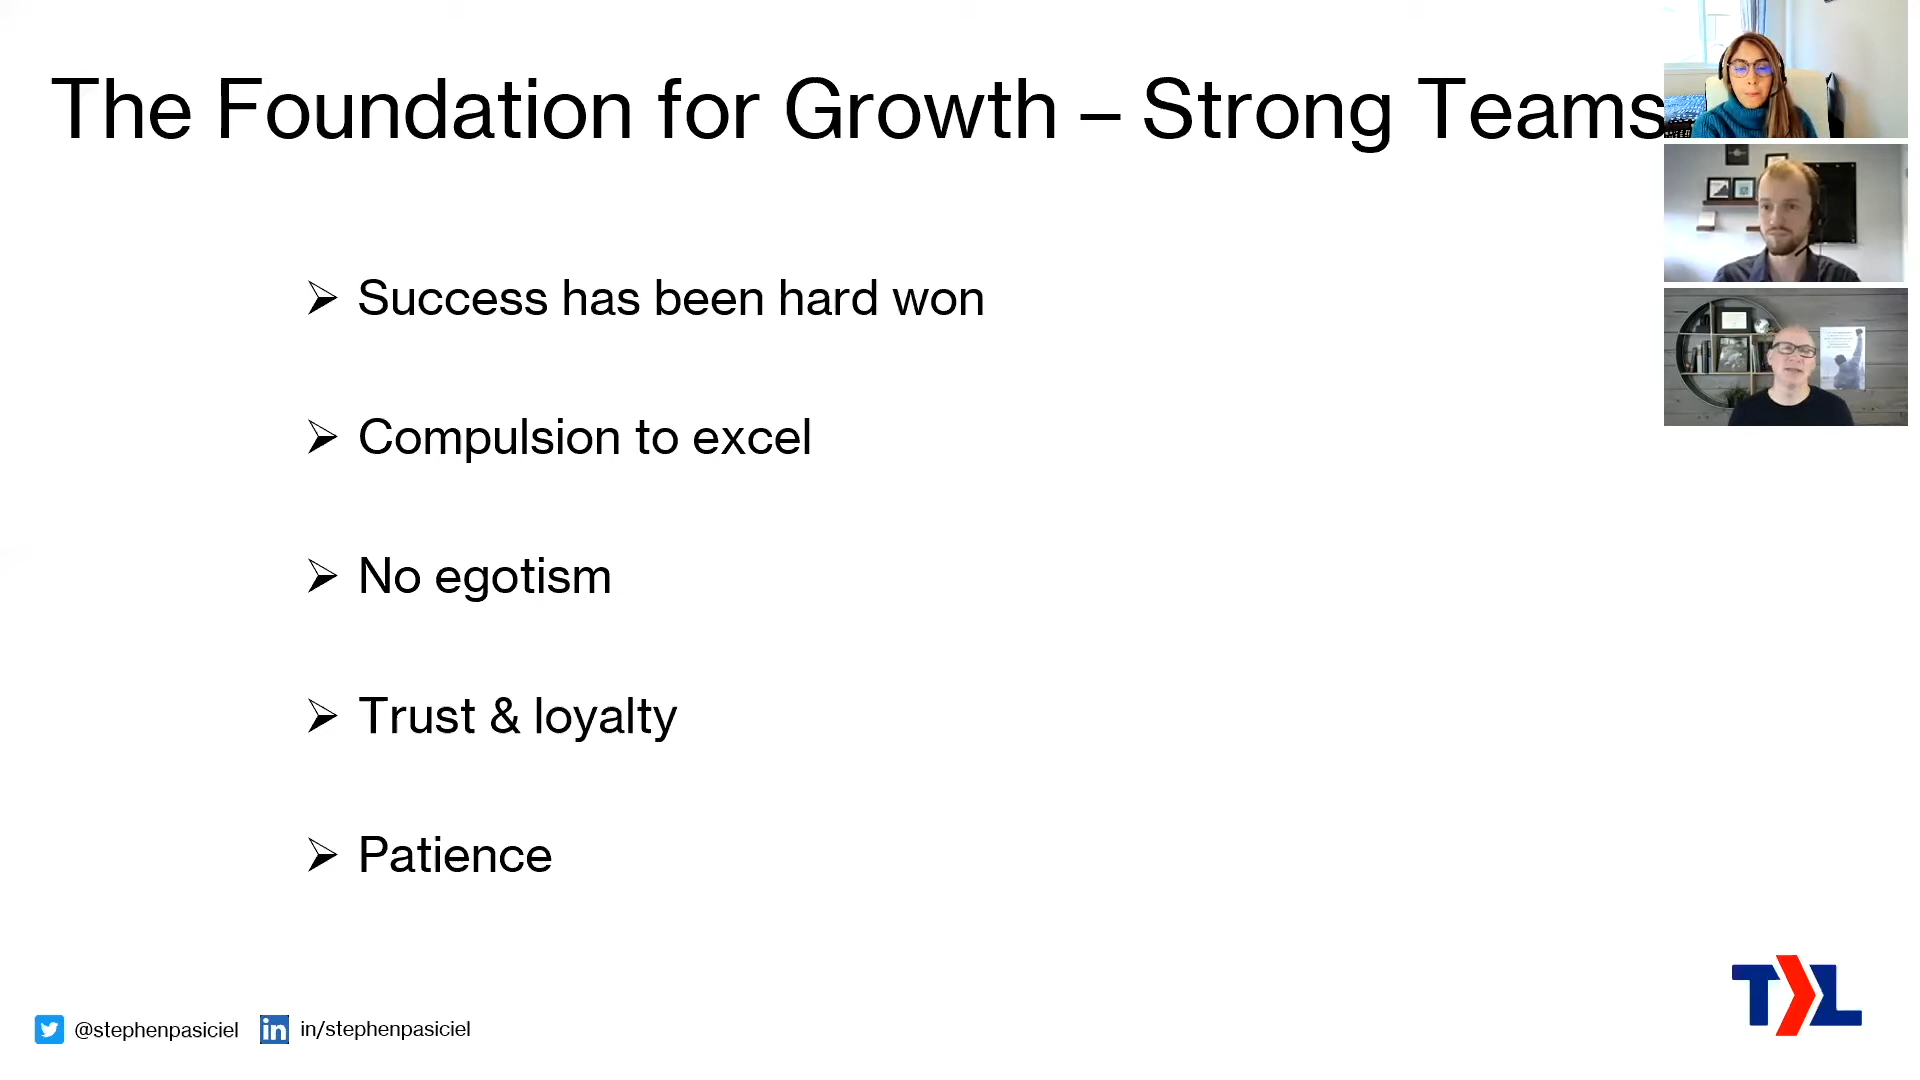 The Foundation for Growth – Strong Teams
➢ Success has been hard won
➢ Compulsion to excel
➢ No egotism
➢ Trust & loyalty
➢ Patience
@stephenpasiciel
in/stephenpasiciel